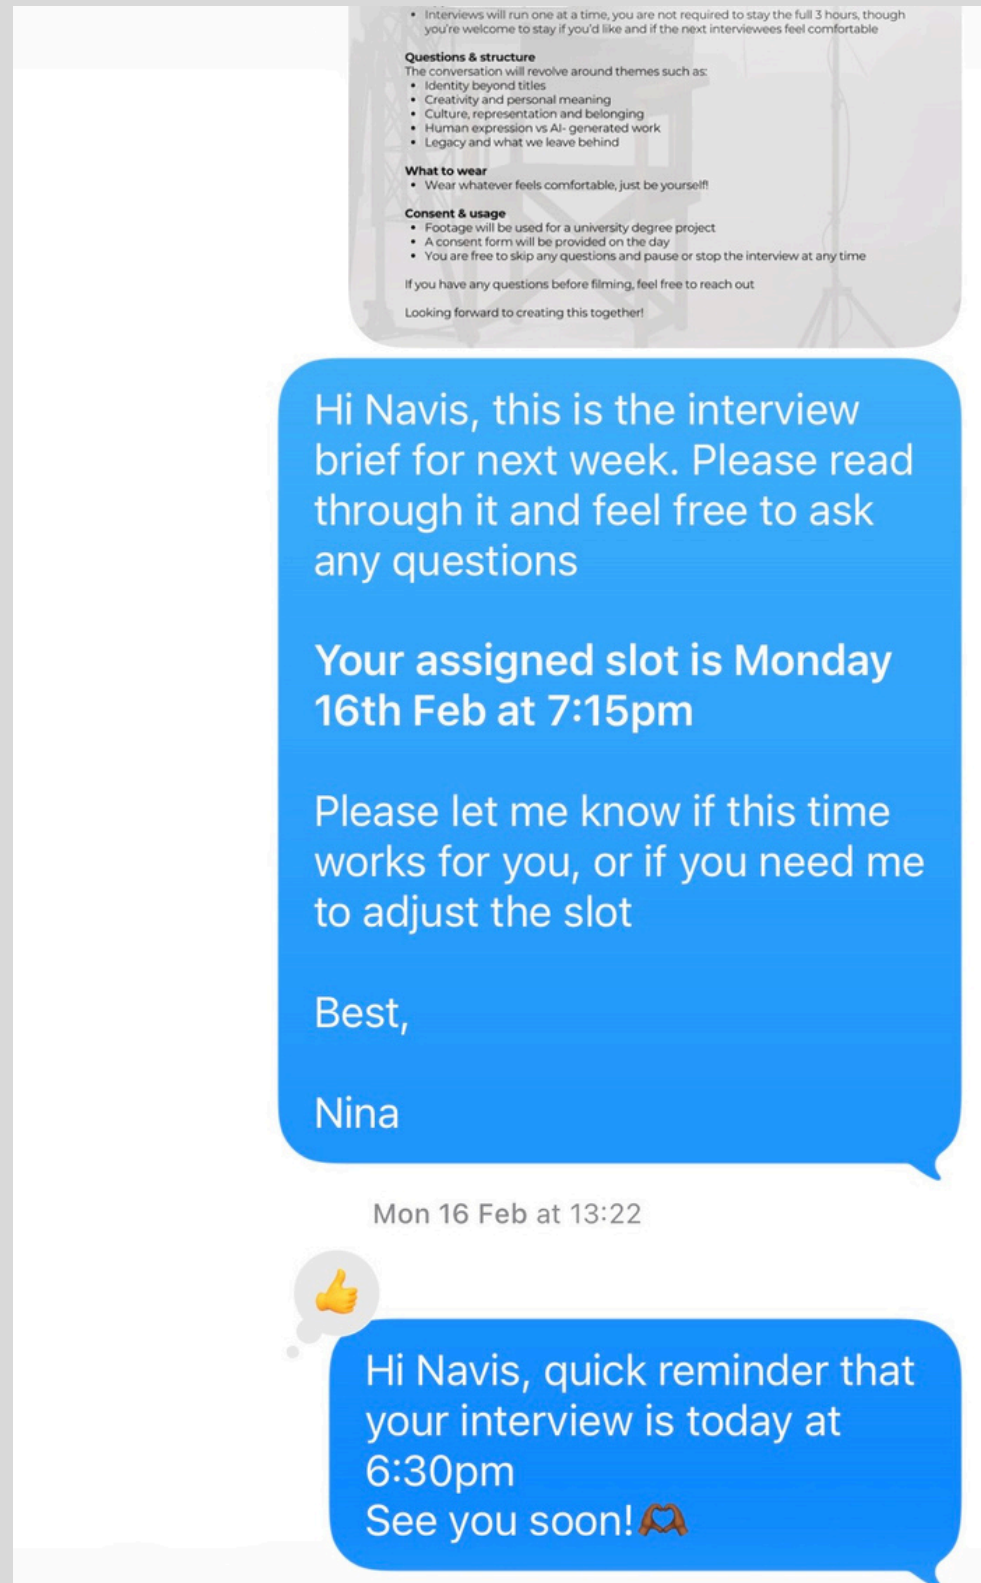 • Interviews will run one at a time, you are not required to stay the full 3 hours, though
you're welcome to stay if you'd like and if the next interviewees feel comfortable
Questions & structure
The conversation will revolve around themes such as:
• Identity beyond titles
• Creativity and personal meaning
• Culture, representation and belonging
• Human expression vs AI- generated work
• Legacy and what we leave behind
What to wear
• Wear whatever feels comfortable, just be yourself!
Consent & usage
• Footage will be used for a university degree project
• A consent form will be provided on the day
• You are free to skip any questions and pause or stop the interview at any time
If you have any questions before filming, feel free to reach out
Looking forward to creating this together!
Hi Navis, this is the interview
brief for next week. Please read
through it and feel free to ask
any questions
Your assigned slot is Monday
16th Feb at 7:15pm
Please let me know if this time
works for you, or if you need me
to adjust the slot
Best,
Nina
Mon 16 Feb at 13:22
👍
Hi Navis, quick reminder that
your interview is today at
6:30pm
See you soon!🫶🏾